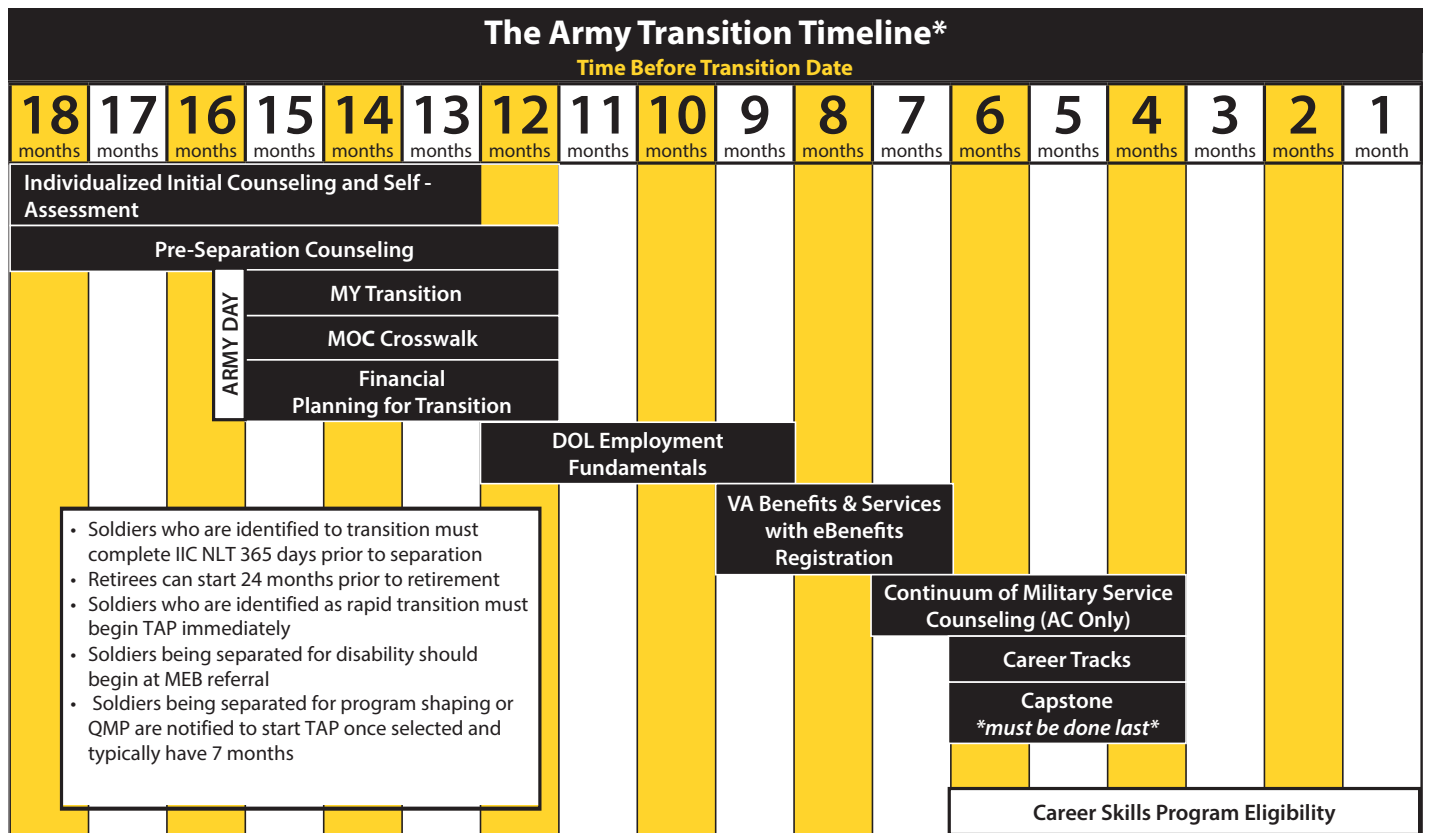 The Army Transition Timeline*
Time Before Transition Date
18 17 16 15 14 13 12 11 10 9 8 7 6 5 4 3 2 1
months months months months months months months months months months months months months months months months months month
Individualized Initial Counseling and Self -
Assessment
Pre-Separation Counseling
ARMY DAY
MY Transition
MOC Crosswalk
Financial
Planning for Transition
DOL Employment
Fundamentals
VA Benefits & Services
with eBenefits
Registration
Continuum of Military Service
Counseling (AC Only)
Career Tracks
Capstone
*must be done last*
Career Skills Program Eligibility
• Soldiers who are identified to transition must
complete IIC NLT 365 days prior to separation
• Retirees can start 24 months prior to retirement
• Soldiers who are identified as rapid transition must
begin TAP immediately
• Soldiers being separated for disability should
begin at MEB referral
• Soldiers being separated for program shaping or
QMP are notified to start TAP once selected and
typically have 7 months